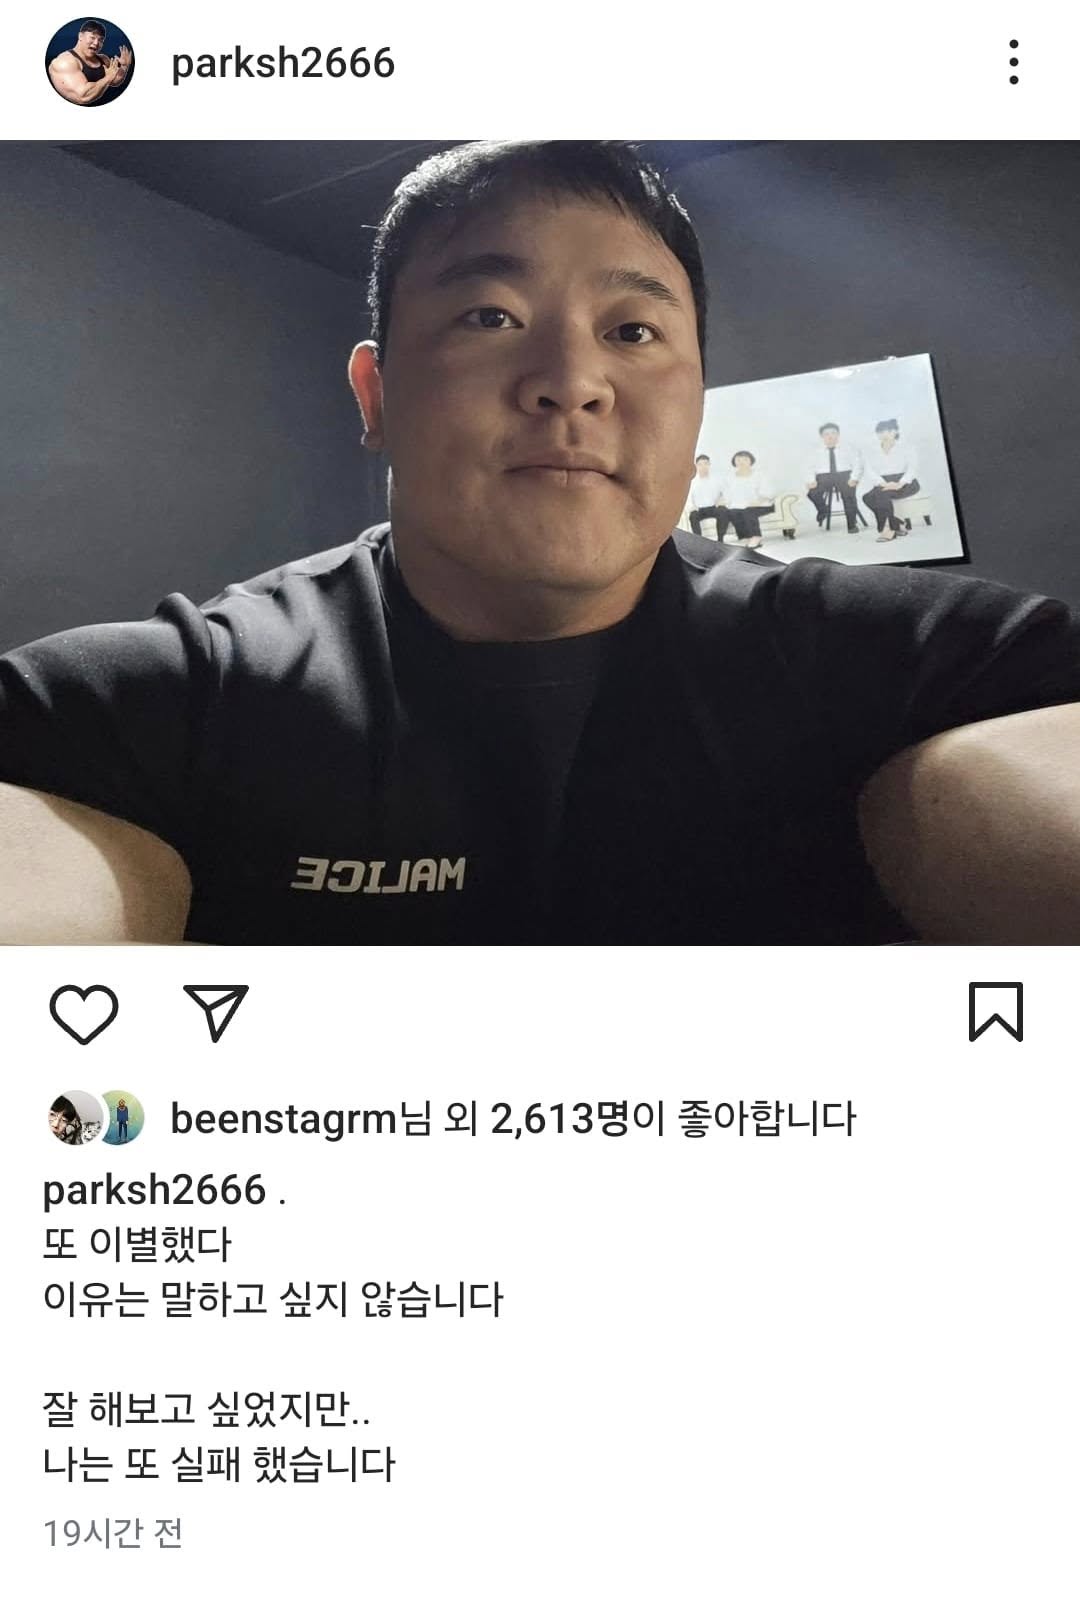 parksh2666
MALICE
beenstagrm님 외 2,613명이 좋아합니다
parksh2666 .
또 이별했다
이유는 말하고 싶지 않습니다
잘 해보고 싶었지만..
나는 또 실패 했습니다
19시간 전